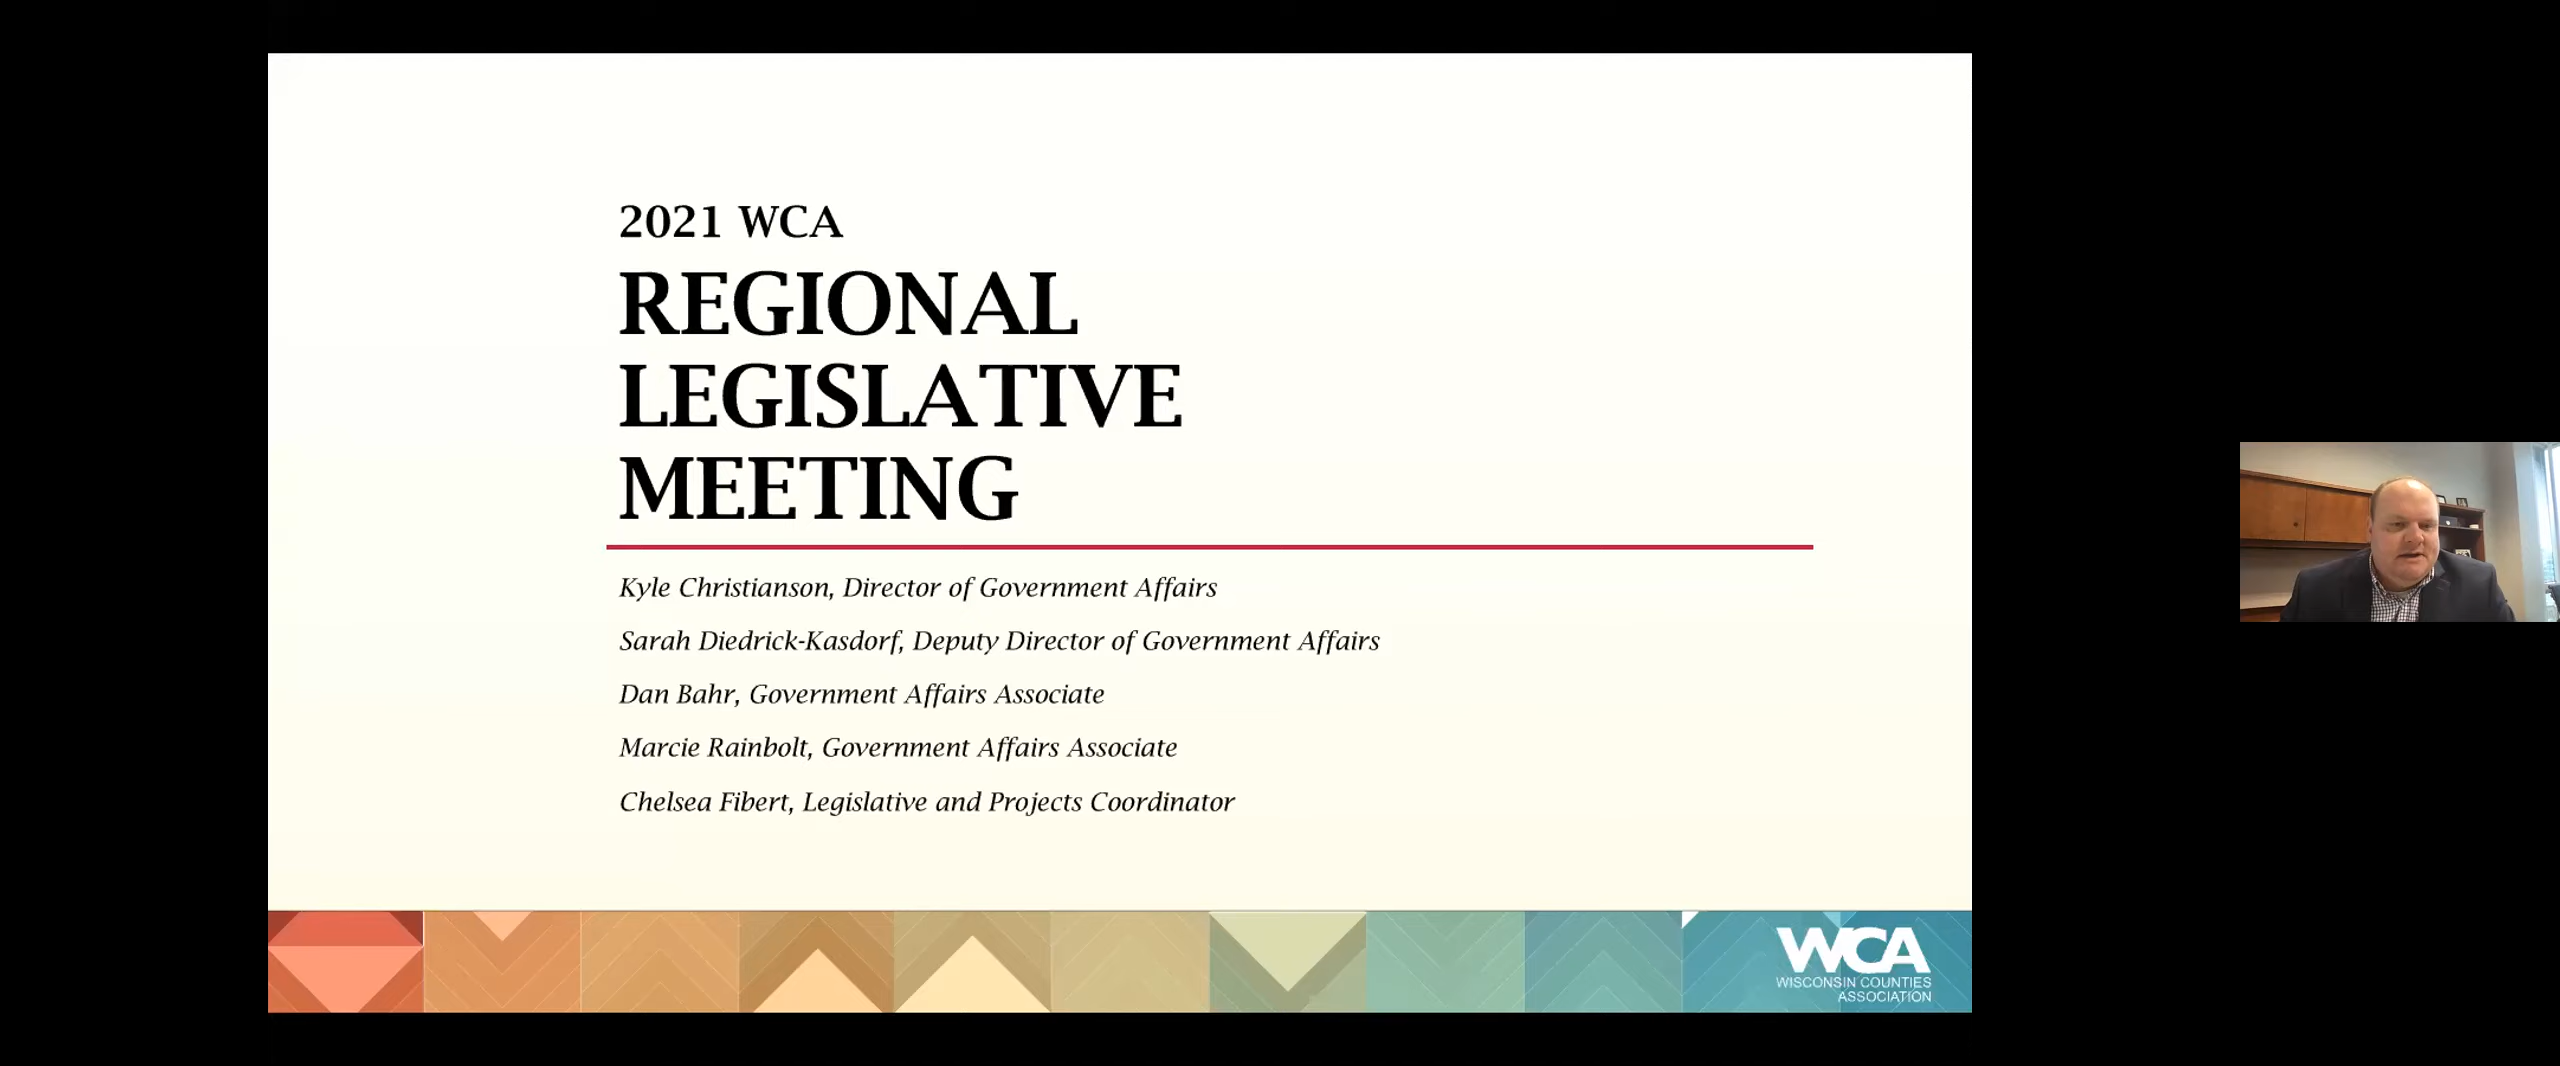 2021 WCA
REGIONAL
LEGISLATIVE
MEETING
Kyle Christianson, Director of Government Affairs
Sarah Diedrick-Kasdorf, Deputy Director of Government Affairs
Dan Bahr, Government Affairs Associate
Marcie Rainbolt, Government Affairs Associate
Chelsea Fibert, Legislative and Projects Coordinator
WCA
WISCONSIN COUNTIES
ASSOCIATION